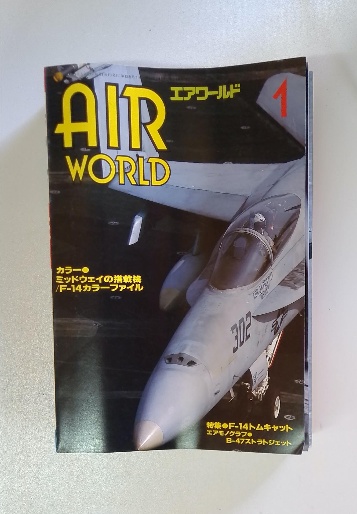 AIR
WORLD
エアワールド
1
カラー●
ミッドウェイの搭載機
/F-14カラーファイル
302
特集●F-14トムキャット
エアモノグラフ●
B-47ストラトジェット